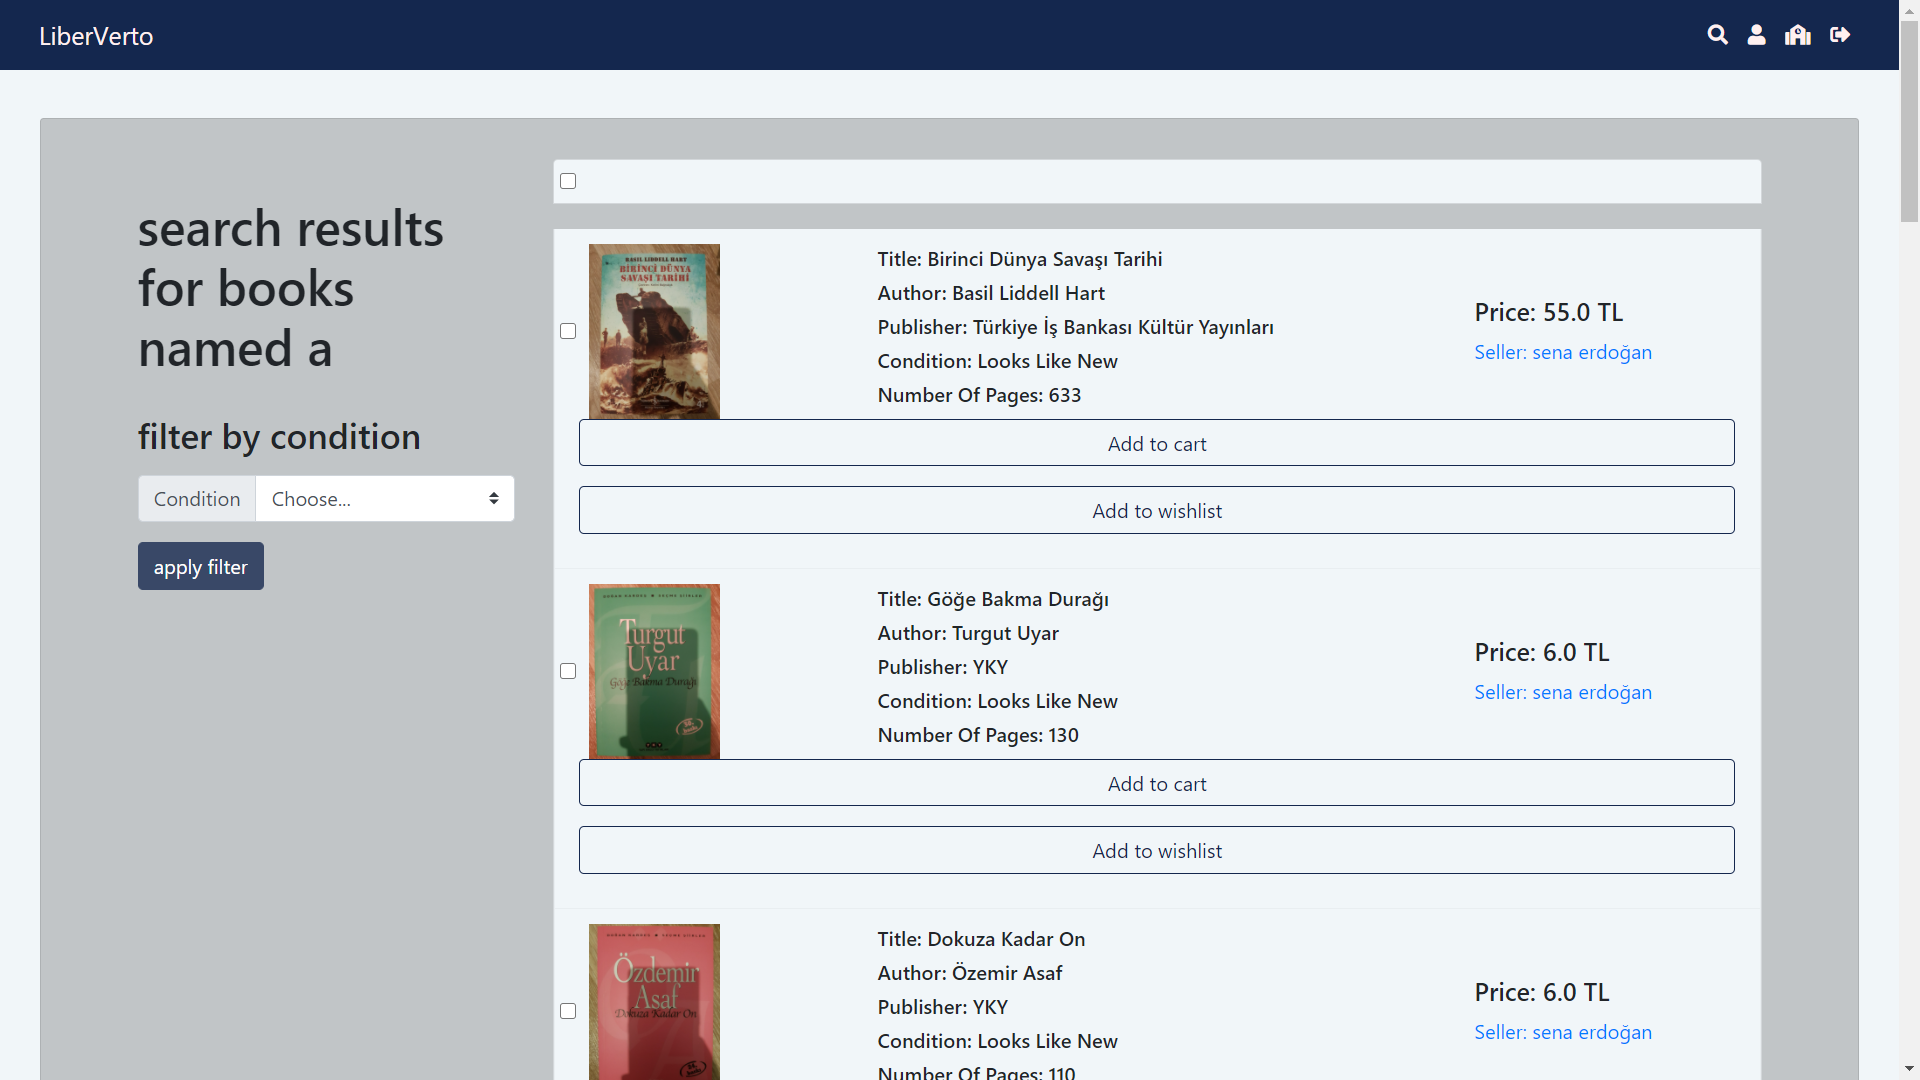 LiberVerto
search results
for books
named a
filter by condition
Condition
Choose...
apply filter
BASIL LIDDELL HART
BİRİNCİ DÜNYA
SAVAŞI TARİHİ
Title: Birinci Dünya Savaşı Tarihi
Author: Basil Liddell Hart
Publisher: Türkiye İş Bankası Kültür Yayınları
Condition: Looks Like New
Number Of Pages: 633
Price: 55.0 TL
Seller: sena erdoğan
Add to cart
Add to wishlist
Turgut
Uyar
Göğe Bakma Durağı
Title: Göğe Bakma Durağı
Author: Turgut Uyar
Publisher: YKY
Condition: Looks Like New
Number Of Pages: 130
Price: 6.0 TL
Seller: sena erdoğan
Add to cart
Add to wishlist
Özdemir
Asaf
Dokuza Kadar On
Title: Dokuza Kadar On
Author: Özemir Asaf
Publisher: YKY
Condition: Looks Like New
Number Of Pages: 110
Price: 6.0 TL
Seller: sena erdoğan